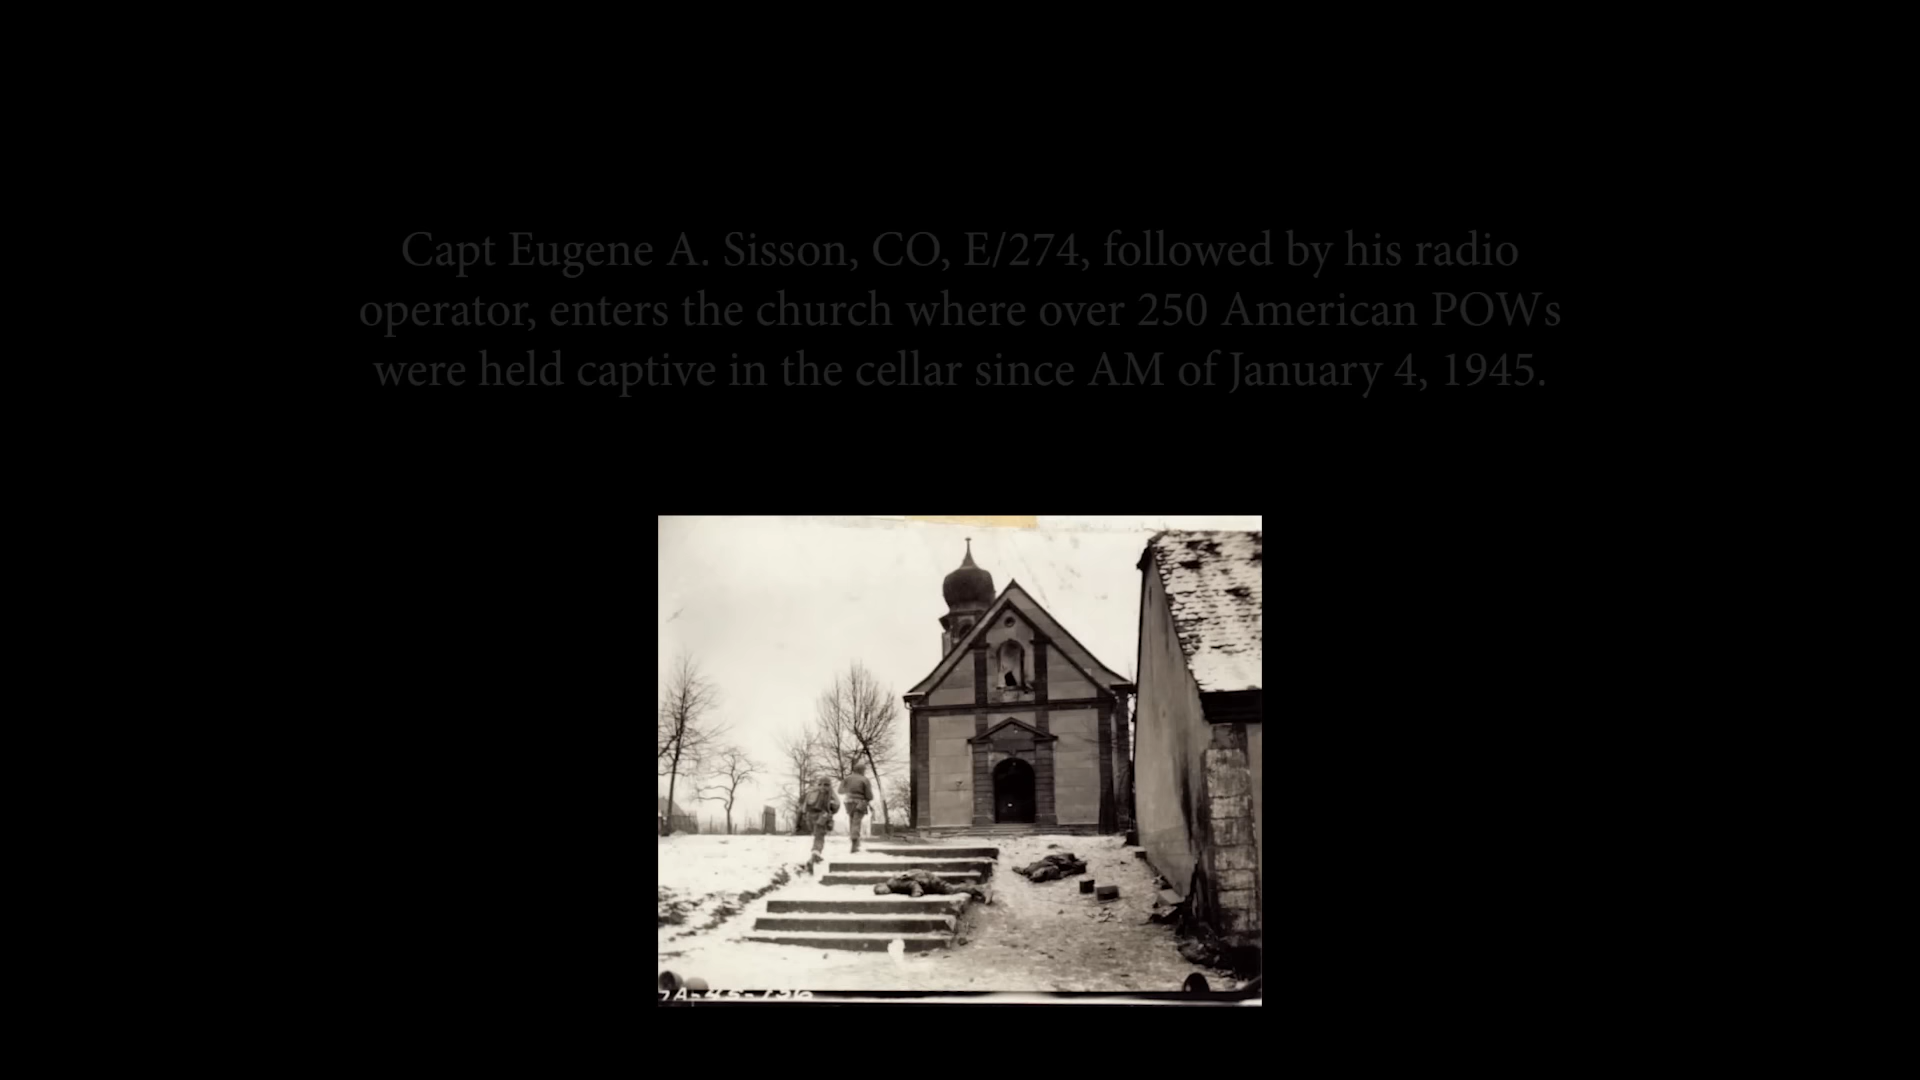 Capt Eugene A. Sisson, CO, E/274, followed by his radio
operator, enters the church where over 250 American POWs
were held captive in the cellar since AM of January 4, 1945.